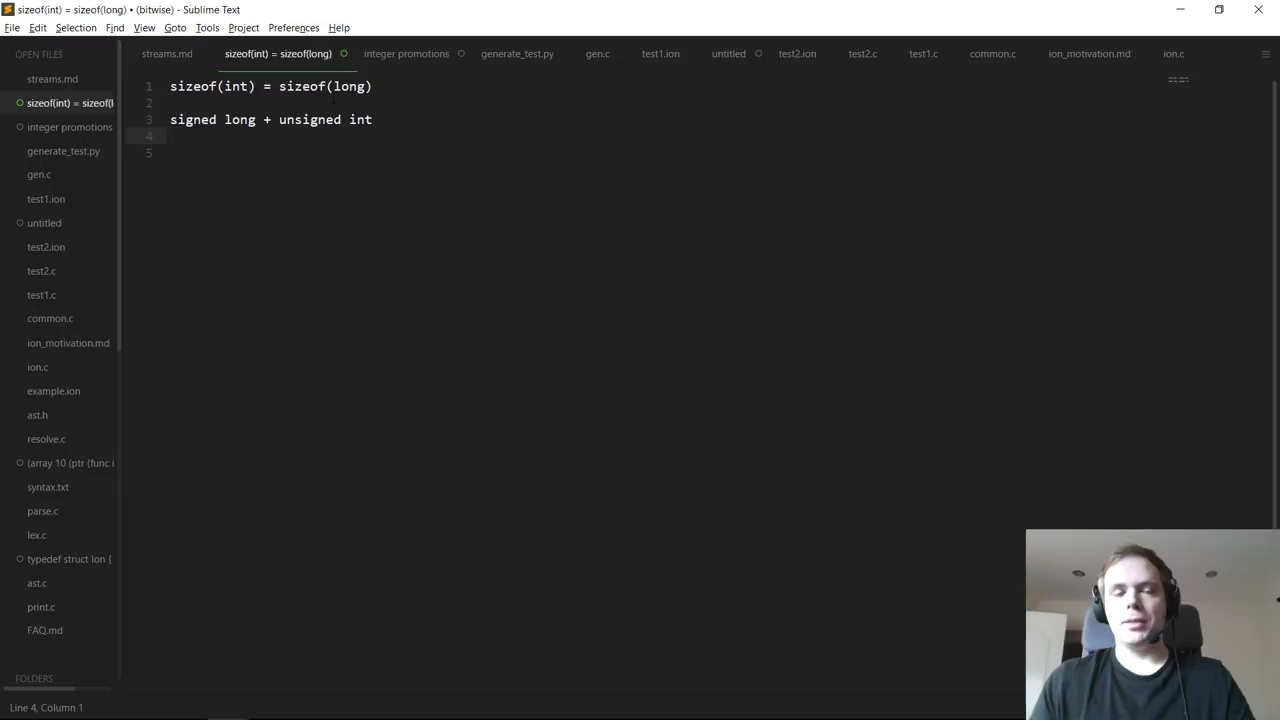 sizeof(int) = sizeof(long) • (bitwise) - Sublime Text
File Edit Selection Find View Goto Tools Project Preferences Help
OPEN FILES
streams.md
sizeof(int) = sizeof(l
integer promotions
generate_test.py
gen.c
test1.ion
untitled
test2.ion
test2.c
test1.c
common.c
ion_motivation.md
ion.c
example.ion
ast.h
resolve.c
(array 10 (ptr (func i
syntax.txt
parse.c
lex.c
typedef struct Ion {
ast.c
print.c
FAQ.md
FOLDERS
streams.md sizeof(int) = sizeof(long) integer promotions generate_test.py gen.c test1.ion untitled test2.ion test2.c test1.c common.c ion_motivation.md ion.c
1 sizeof(int) = sizeof(long)
2
3 signed long + unsigned int
4
5
Line 4, Column 1